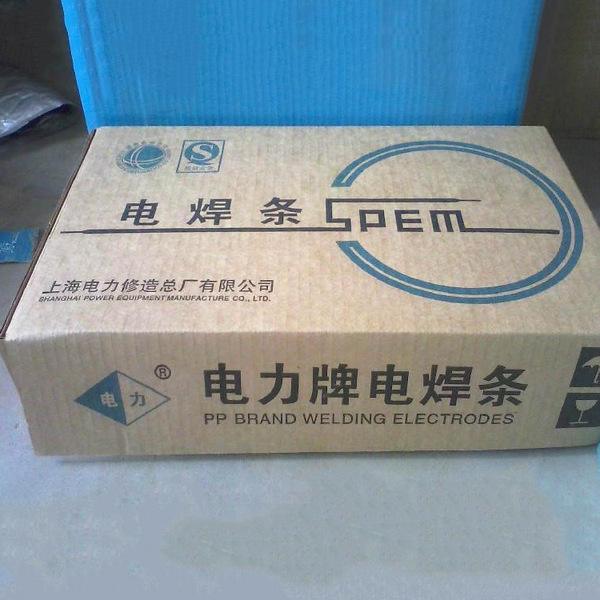 电焊条 SPEM
上海电力修造总厂有限公司
SHANGHAI POWER EQUIPMENT MANUFACTURE CO., LTD.
电力 ®
电力牌电焊条
PP BRAND WELDING ELECTRODES